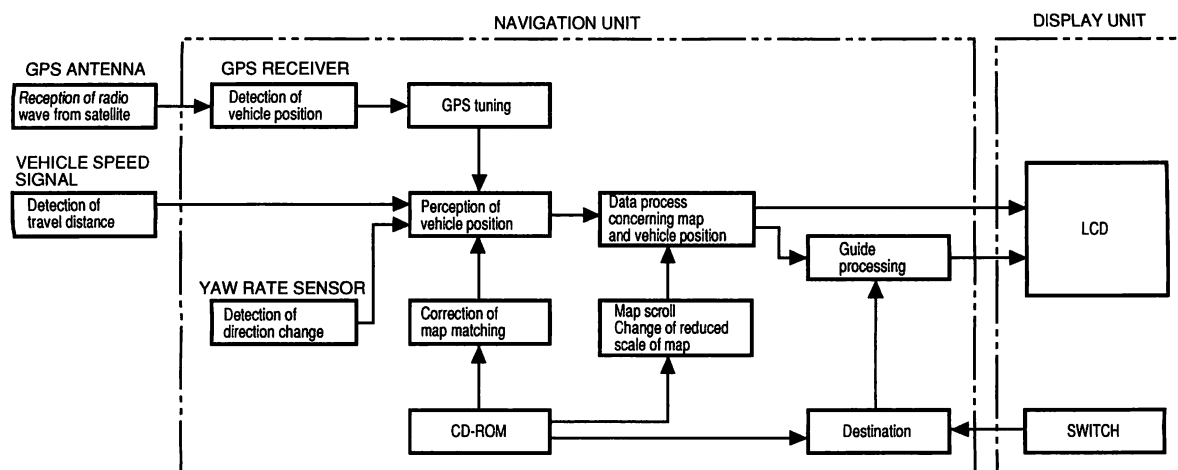 NAVIGATION UNIT
DISPLAY UNIT
GPS ANTENNA
Reception of radio
wave from satellite
GPS RECEIVER
Detection of
vehicle position
GPS tuning
VEHICLE SPEED
SIGNAL
Detection of
travel distance
Perception of
vehicle position
Data process
concerning map
and vehicle position
LCD
Guide
processing
YAW RATE SENSOR
Detection of
direction change
Correction of
map matching
Map scroll
Change of reduced
scale of map
CD-ROM
Destination
SWITCH